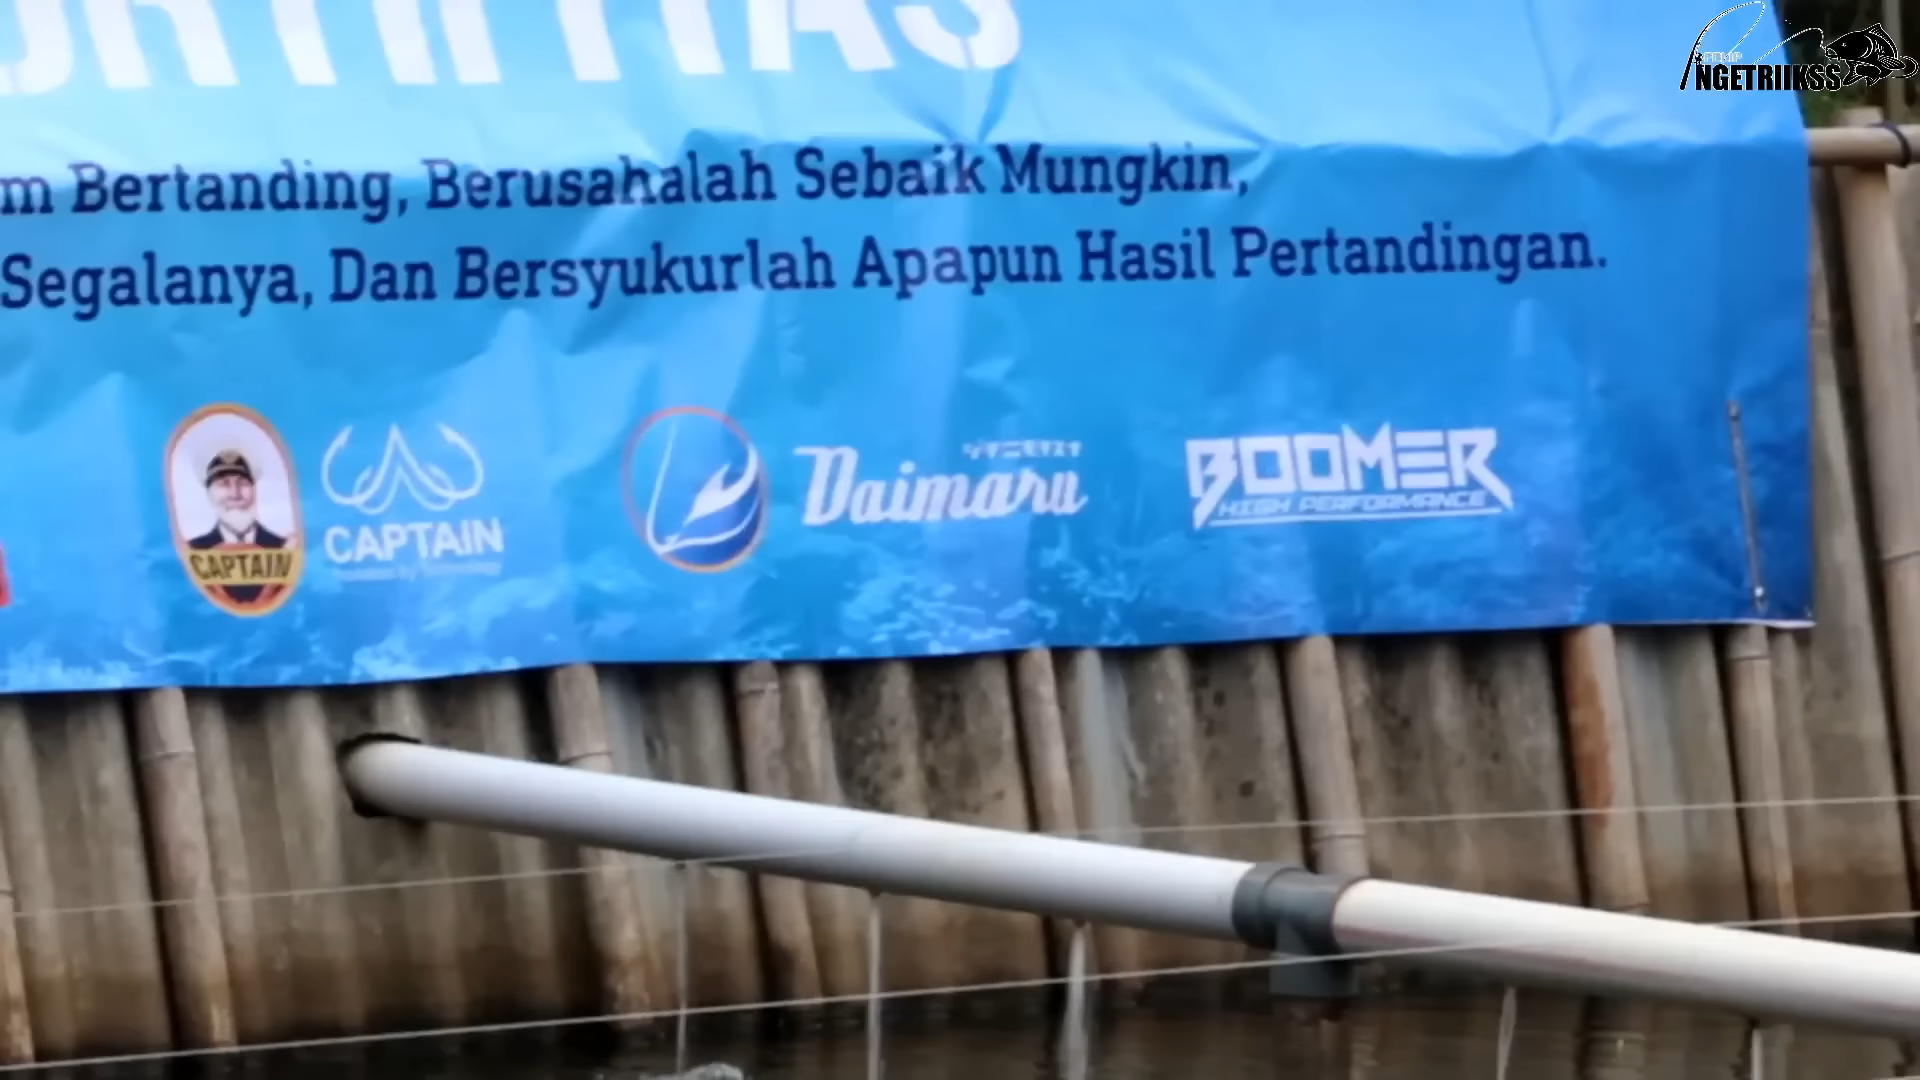 NGETRIIKSS
m Bertanding, Berusahalah Sebaik Mungkin,
Segalanya, Dan Bersyukurlah Apapun Hasil Pertandingan.
CAPTAIN
CAPTAIN
Daimaru
BOOMER
HIGH PERFORMANCE